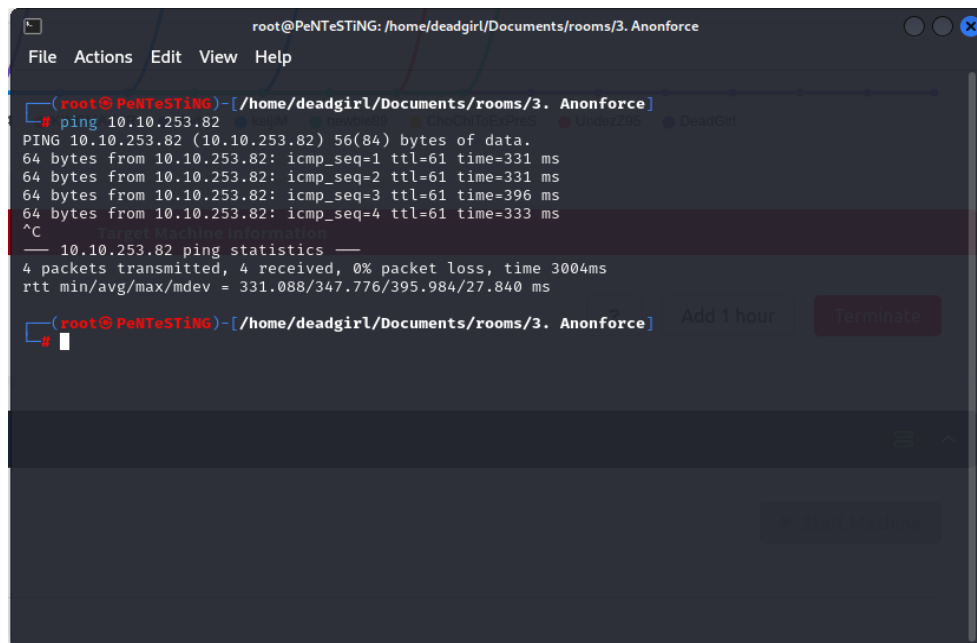 root@PeNTeSTiNG: /home/deadgirl/Documents/rooms/3. Anonforce
File Actions Edit View Help
┌──(root㉿PeNTeSTiNG)-[/home/deadgirl/Documents/rooms/3. Anonforce]
└─# ping 10.10.253.82
newbie89 ChoChiToExPreS Undez295 DeadGirl
PING 10.10.253.82 (10.10.253.82) 56(84) bytes of data.
64 bytes from 10.10.253.82: icmp_seq=1 ttl=61 time=331 ms
64 bytes from 10.10.253.82: icmp_seq=2 ttl=61 time=331 ms
64 bytes from 10.10.253.82: icmp_seq=3 ttl=61 time=396 ms
64 bytes from 10.10.253.82: icmp_seq=4 ttl=61 time=333 ms
^C
Target Machine Information
─── 10.10.253.82 ping statistics ───
4 packets transmitted, 4 received, 0% packet loss, time 3004ms
rtt min/avg/max/mdev = 331.088/347.776/395.984/27.840 ms
┌──(root㉿PeNTeSTiNG)-[/home/deadgirl/Documents/rooms/3. Anonforce]
└─#
Add 1 hour Terminate
Start Machine